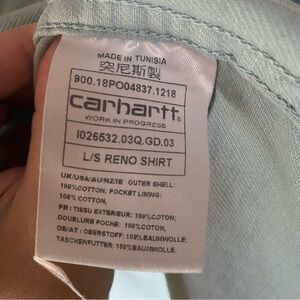 MADE IN TUNISIA
突尼斯製
900.18PO04837.1218
carhartt
WORK IN PROGRESS
I026532.03Q.GD.03
L/S RENO SHIRT
UK/USA/AU/NZ/IE OUTER SHELL:
100%COTTON; POCKET LINING:
100% COTTON,
FR: TISSU EXTERIEUR: 100%COTON;
DOUBLURE POCHE: 100%COTON,
DE/AT: OBERSTOFF: 100%BAUMWOLLE;
TASCHENFUTTER: 100%BAUMWOLLE;